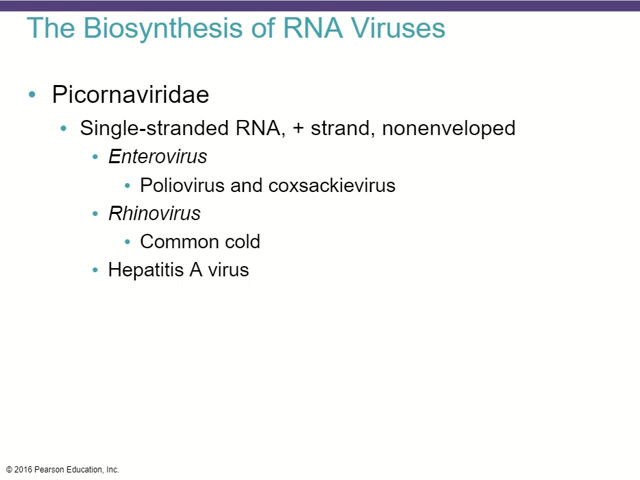 The Biosynthesis of RNA Viruses
• Picornaviridae
• Single-stranded RNA, + strand, nonenveloped
• Enterovirus
• Poliovirus and coxsackievirus
• Rhinovirus
• Common cold
• Hepatitis A virus
© 2016 Pearson Education, Inc.